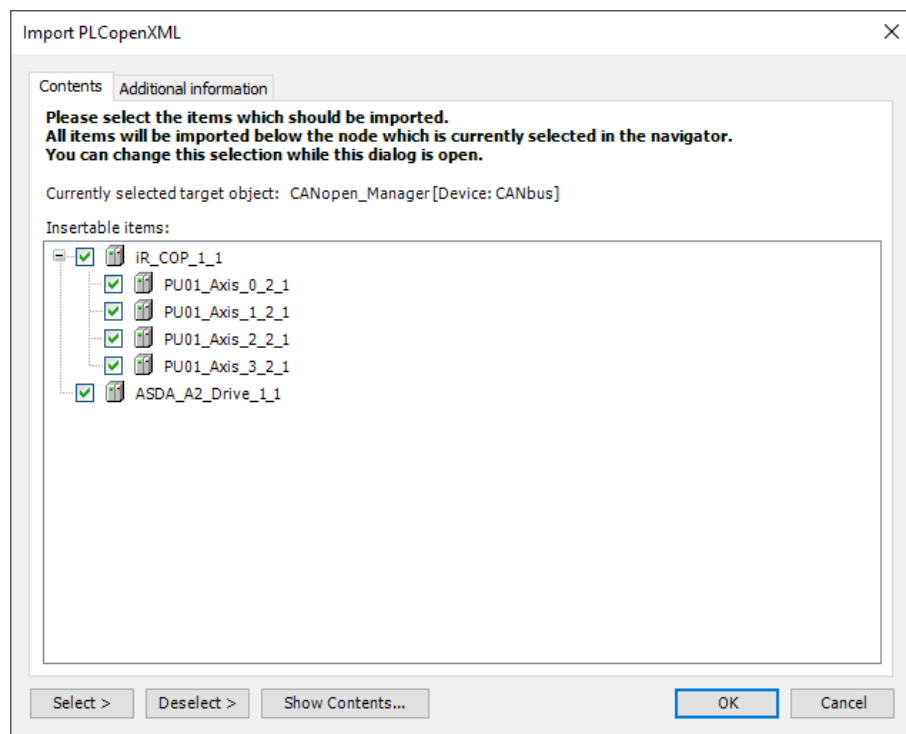 Import PLCopenXML
Contents
Additional information
Please select the items which should be imported.
All items will be imported below the node which is currently selected in the navigator.
You can change this selection while this dialog is open.
Currently selected target object: CANopen_Manager [Device: CANbus]
Insertable items:
iR_COP_1_1
PU01_Axis_0_2_1
PU01_Axis_1_2_1
PU01_Axis_2_2_1
PU01_Axis_3_2_1
ASDA_A2_Drive_1_1
Select >
Deselect >
Show Contents...
OK
Cancel